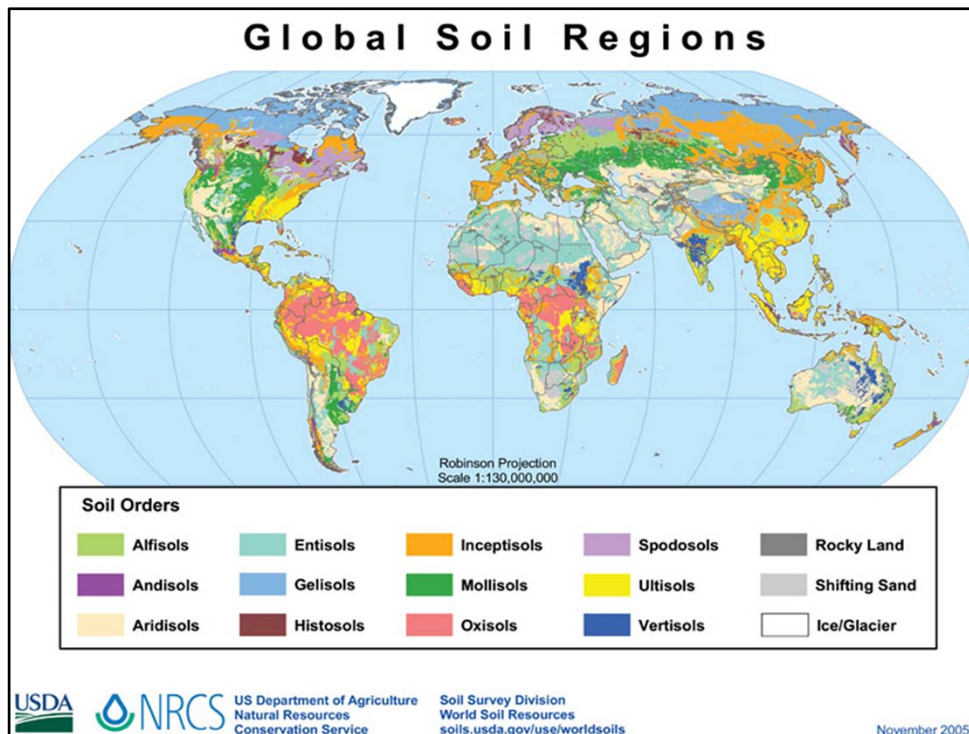 Global Soil Regions
Robinson Projection
Scale 1:130,000,000
Soil Orders
Alfisols Entisols Inceptisols Spodosols Rocky Land
Andisols Gelisols Mollisols Ultisols Shifting Sand
Aridisols Histosols Oxisols Vertisols Ice/Glacier
USDA
NRCS
US Department of Agriculture
Natural Resources
Conservation Service
Soil Survey Division
World Soil Resources
soils.usda.gov/use/worldsoils
November 2005